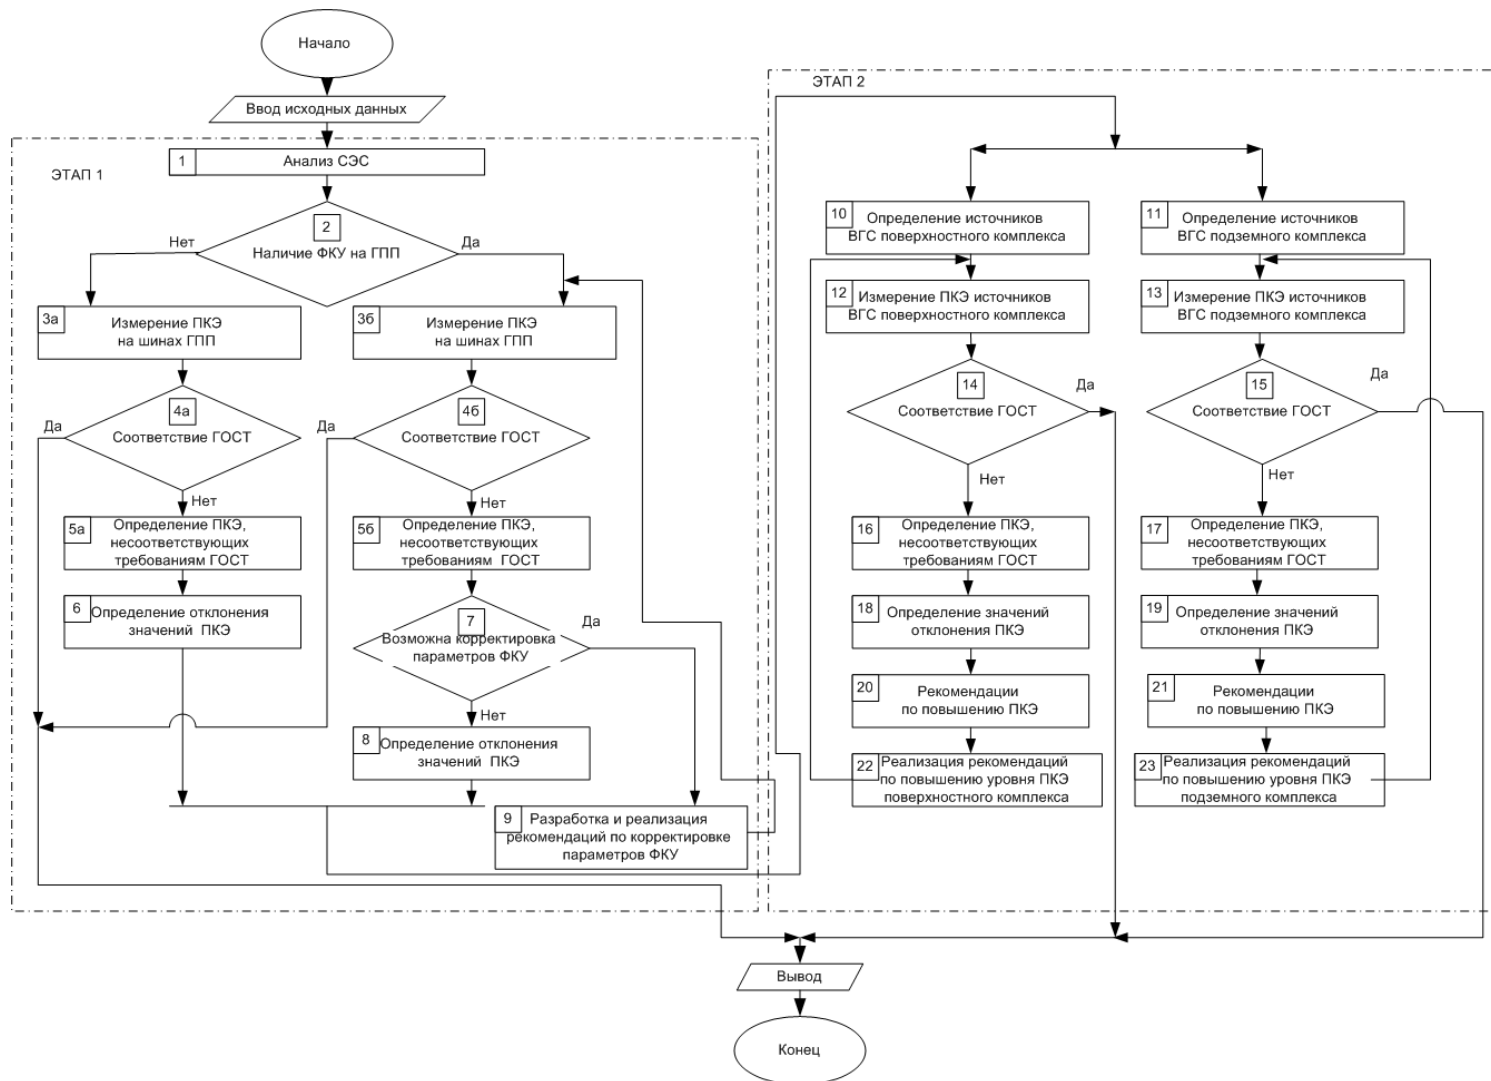 Начало
Ввод исходных данных
ЭТАП 1
1
Анализ СЭС
2
Наличие ФКУ на ГПП
Нет
Да
3а
Измерение ПКЭ
на шинах ГПП
3б
Измерение ПКЭ
на шинах ГПП
4а
Соответствие ГОСТ
Да
Нет
4б
Соответствие ГОСТ
Да
Нет
5а
Определение ПКЭ,
несоответствующих
требованиям ГОСТ
5б
Определение ПКЭ,
несоответствующих
требованиям ГОСТ
6
Определение отклонения
значений ПКЭ
7
Возможна корректировка
параметров ФКУ
Да
Нет
8
Определение отклонения
значений ПКЭ
9
Разработка и реализация
рекомендаций по корректировке
параметров ФКУ
ЭТАП 2
10
Определение источников
ВГС поверхностного комплекса
11
Определение источников
ВГС подземного комплекса
12
Измерение ПКЭ источников
ВГС поверхностного комплекса
13
Измерение ПКЭ источников
ВГС подземного комплекса
14
Соответствие ГОСТ
Да
Нет
15
Соответствие ГОСТ
Да
Нет
16
Определение ПКЭ,
несоответствующих
требованиям ГОСТ
17
Определение ПКЭ,
несоответствующих
требованиям ГОСТ
18
Определение значений
отклонения ПКЭ
19
Определение значений
отклонения ПКЭ
20
Рекомендации
по повышению ПКЭ
21
Рекомендации
по повышению ПКЭ
22
Реализация рекомендаций
по повышению уровня ПКЭ
поверхностного комплекса
23
Реализация рекомендаций
по повышению уровня ПКЭ
подземного комплекса
Вывод
Конец